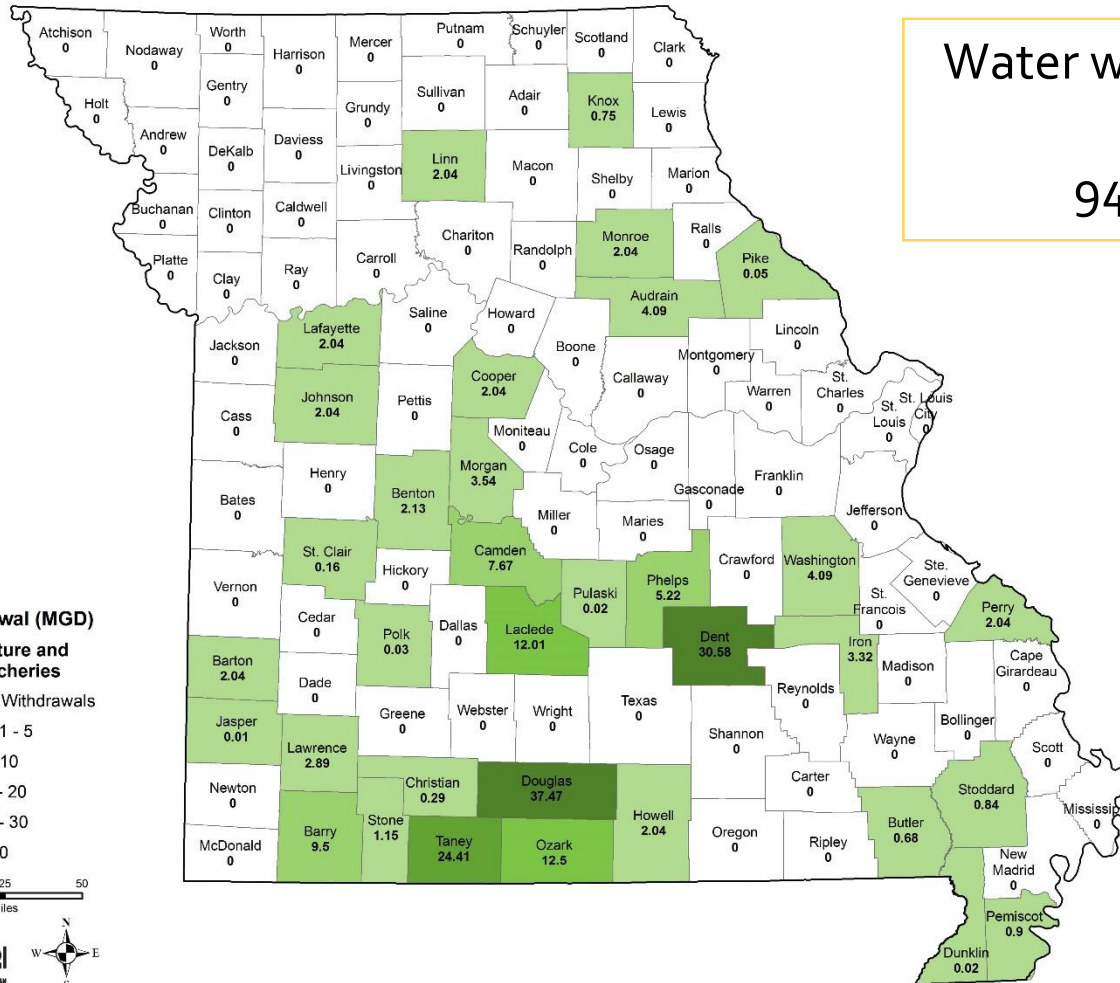 Water w
94
Atchison
0
Nodaway
0
Worth
0
Harrison
0
Mercer
0
Putnam
0
Schuyler
0
Scotland
0
Clark
0
Holt
0
Gentry
0
Grundy
0
Sullivan
0
Adair
0
Knox
0.75
Lewis
0
Andrew
0
DeKalb
0
Daviess
0
Livingston
0
Linn
2.04
Macon
0
Shelby
0
Marion
0
Buchanan
0
Clinton
0
Caldwell
0
Chariton
0
Randolph
0
Monroe
2.04
Ralls
0
Platte
0
Clay
0
Ray
0
Carroll
0
Pike
0.05
Audrain
4.09
Jackson
0
Lafayette
2.04
Saline
0
Howard
0
Boone
0
Callaway
0
Montgomery
0
Lincoln
0
Warren
0
St.
Charles
0
St.
Louis
0
St. Louis
City
0
Cass
0
Johnson
2.04
Pettis
0
Cooper
2.04
Moniteau
0
Cole
0
Osage
0
Gasconade
0
Franklin
0
Jefferson
0
Bates
0
Henry
0
Benton
2.13
Morgan
3.54
Miller
0
Maries
0
Vernon
0
St. Clair
0.16
Hickory
0
Camden
7.67
Pulaski
0.02
Phelps
5.22
Crawford
0
Washington
4.09
St.
Francois
0
Ste.
Genevieve
0
Perry
2.04
Cedar
0
Polk
0.03
Dallas
0
Laclede
12.01
Dent
30.58
Iron
3.32
Madison
0
Cape
Girardeau
0
Barton
2.04
Dade
0
Greene
0
Webster
0
Wright
0
Texas
0
Reynolds
0
Bollinger
0
Jasper
0.01
Lawrence
2.89
Shannon
0
Wayne
0
Scott
0
Newton
0
Christian
0.29
Douglas
37.47
Howell
2.04
Carter
0
Stoddard
0.84
Mississip
0
McDonald
0
Barry
9.5
Stone
1.15
Taney
24.41
Ozark
12.5
Oregon
0
Ripley
0
Butler
0.68
New
Madrid
0
Pemiscot
0.9
Dunklin
0.02
wal (MGD)
ture and
cheries
Withdrawals
1 - 5
10
- 20
- 30
0
25 50
iles
N
W E